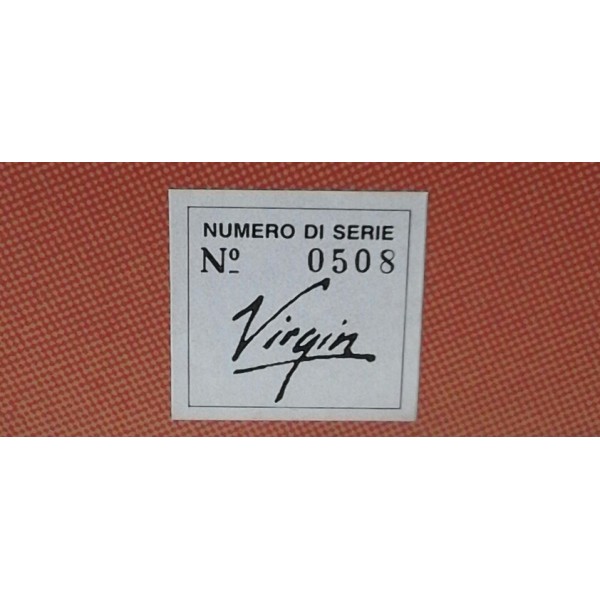 NUMERO DI SERIE
Nº 0508
Virgin